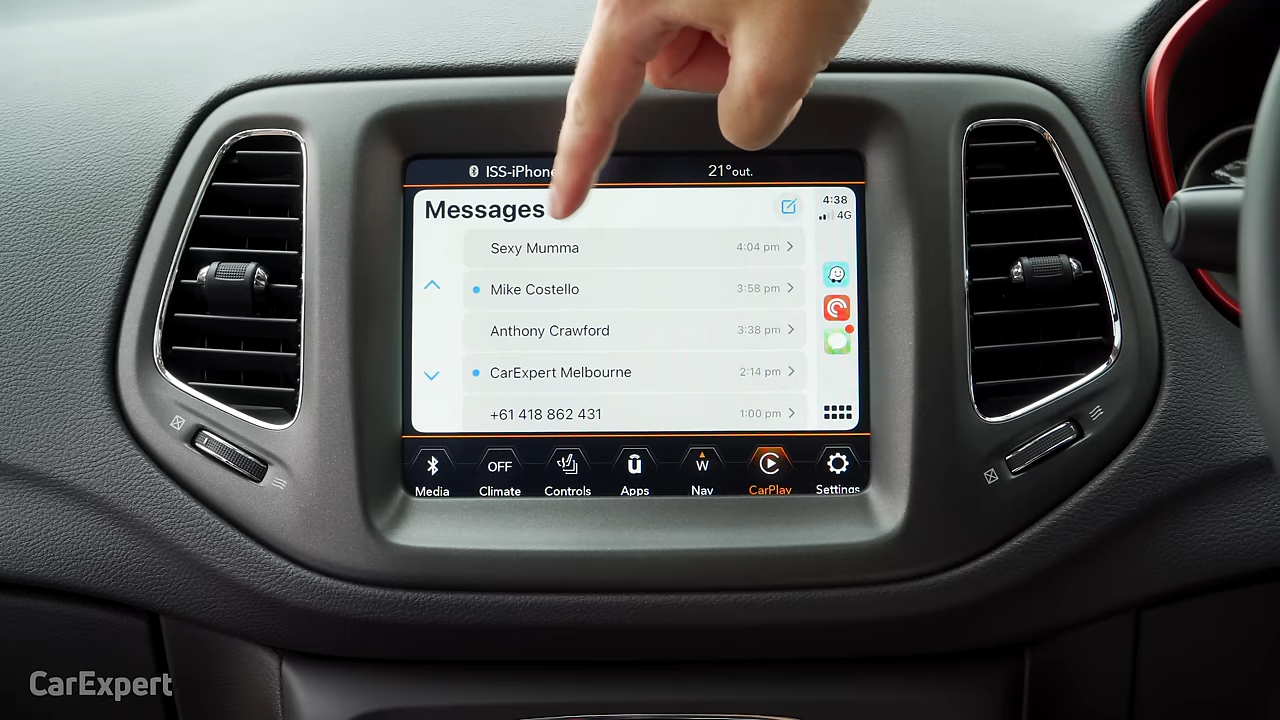 ISS-iPhone 21°out.
Messages
4:38
4G
Sexy Mumma 4:04 pm
Mike Costello 3:58 pm
Anthony Crawford 3:38 pm
CarExpert Melbourne 2:14 pm
+61 418 862 431 1:00 pm
OFF
W
Media Climate Controls Apps Nav CarPlay Settings
CarExpert